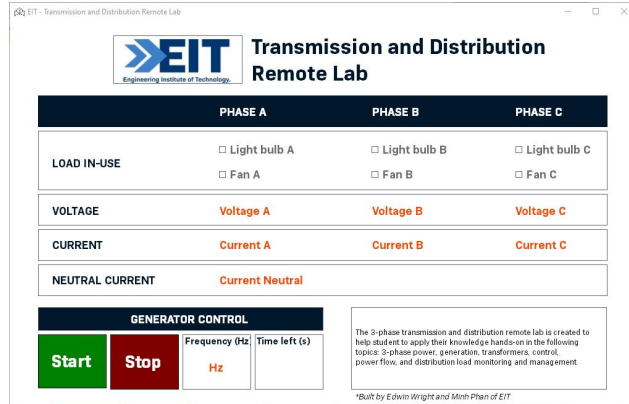 EIT - Transmission and Distribution Remote Lab
EIT
Engineering Institute of Technology.
Transmission and Distribution
Remote Lab
PHASE A PHASE B PHASE C
LOAD IN-USE
Light bulb A Light bulb B Light bulb C
Fan A Fan B Fan C
VOLTAGE Voltage A Voltage B Voltage C
CURRENT Current A Current B Current C
NEUTRAL CURRENT Current Neutral
GENERATOR CONTROL
Start
Stop
Frequency (Hz)
Hz
Time left (s)
The 3-phase transmission and distribution remote lab is created to
help student to apply their knowledge hands-on in the following
topics: 3-phase power, generation, transformers, control,
power flow, and distribution load monitoring and management
*Built by Edwin Wright and Minh Phan of EIT